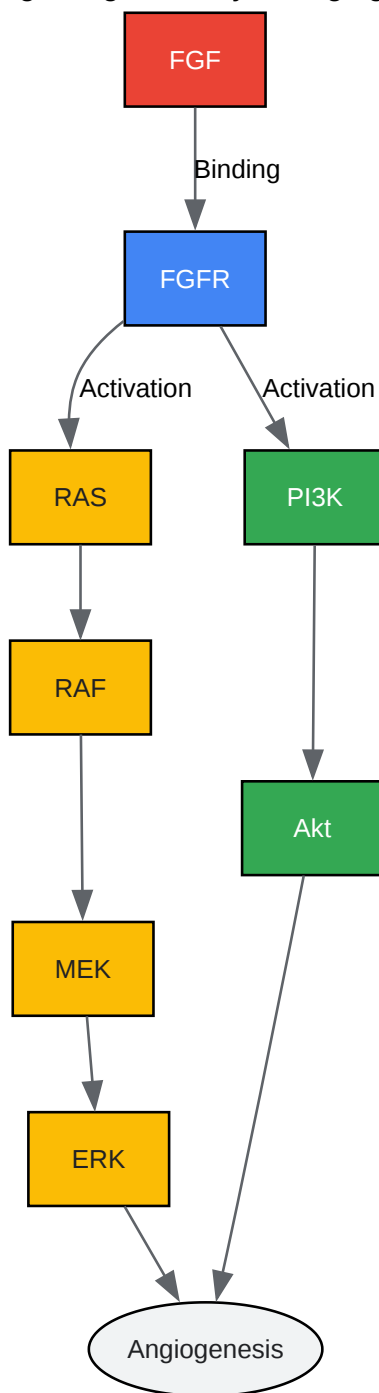 FGF
Binding
FGFR
Activation
Activation
RAS
PI3K
RAF
Akt
MEK
ERK
Angiogenesis